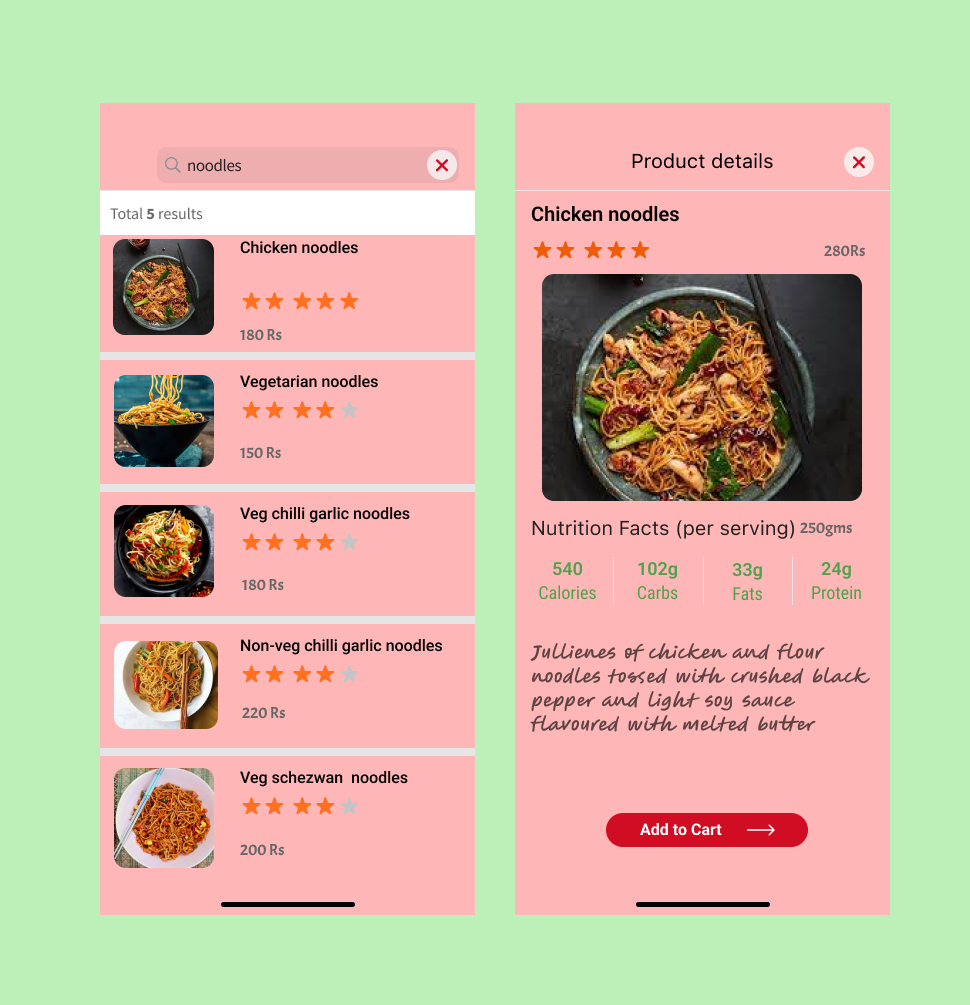 noodles
Total 5 results
Chicken noodles
180 Rs
Vegetarian noodles
150 Rs
Veg chilli garlic noodles
180 Rs
Non-veg chilli garlic noodles
220 Rs
Veg schezwan  noodles
200 Rs
Product details
Chicken noodles
280Rs
Nutrition Facts (per serving) 250gms
540 102g 33g 24g
Calories Carbs Fats Protein
Jullienes of chicken and flour
noodles tossed with crushed black
pepper and light soy sauce
flavoured with melted butter
Add to Cart